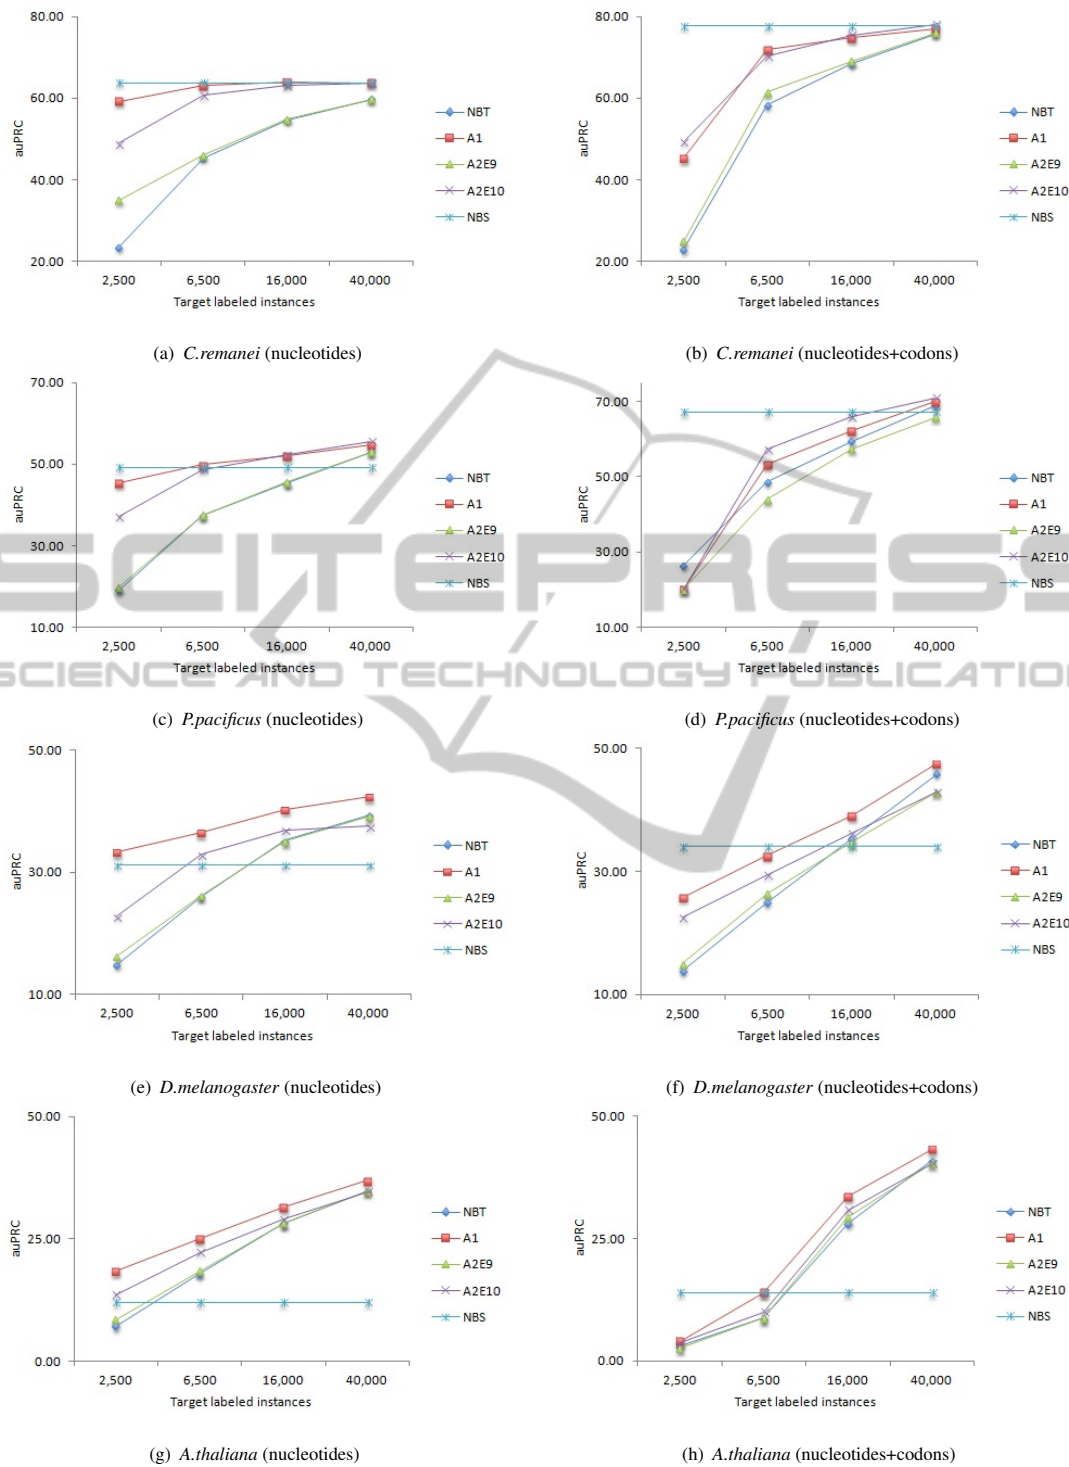 80.00
60.00
40.00
20.00
auPRC
2,500 6,500 16,000 40,000
Target labeled instances
NBT
A1
A2E9
A2E10
NBS
(a) C.remanei (nucleotides)
80.00
60.00
40.00
20.00
auPRC
2,500 6,500 16,000 40,000
Target labeled instances
NBT
A1
A2E9
A2E10
NBS
(b) C.remanei (nucleotides+codons)
70.00
50.00
30.00
10.00
auPRC
2,500 6,500 16,000 40,000
Target labeled instances
NBT
A1
A2E9
A2E10
NBS
(c) P.pacificus (nucleotides)
70.00
50.00
30.00
10.00
auPRC
2,500 6,500 16,000 40,000
Target labeled instances
NBT
A1
A2E9
A2E10
NBS
(d) P.pacificus (nucleotides+codons)
SCITEPRESS
SCIENCE AND TECHNOLOGY PUBLICATION
50.00
30.00
10.00
auPRC
2,500 6,500 16,000 40,000
Target labeled instances
NBT
A1
A2E9
A2E10
NBS
(e) D.melanogaster (nucleotides)
50.00
30.00
10.00
auPRC
2,500 6,500 16,000 40,000
Target labeled instances
NBT
A1
A2E9
A2E10
NBS
(f) D.melanogaster (nucleotides+codons)
50.00
25.00
0.00
auPRC
2,500 6,500 16,000 40,000
Target labeled instances
NBT
A1
A2E9
A2E10
NBS
(g) A.thaliana (nucleotides)
50.00
25.00
0.00
auPRC
2,500 6,500 16,000 40,000
Target labeled instances
NBT
A1
A2E9
A2E10
NBS
(h) A.thaliana (nucleotides+codons)